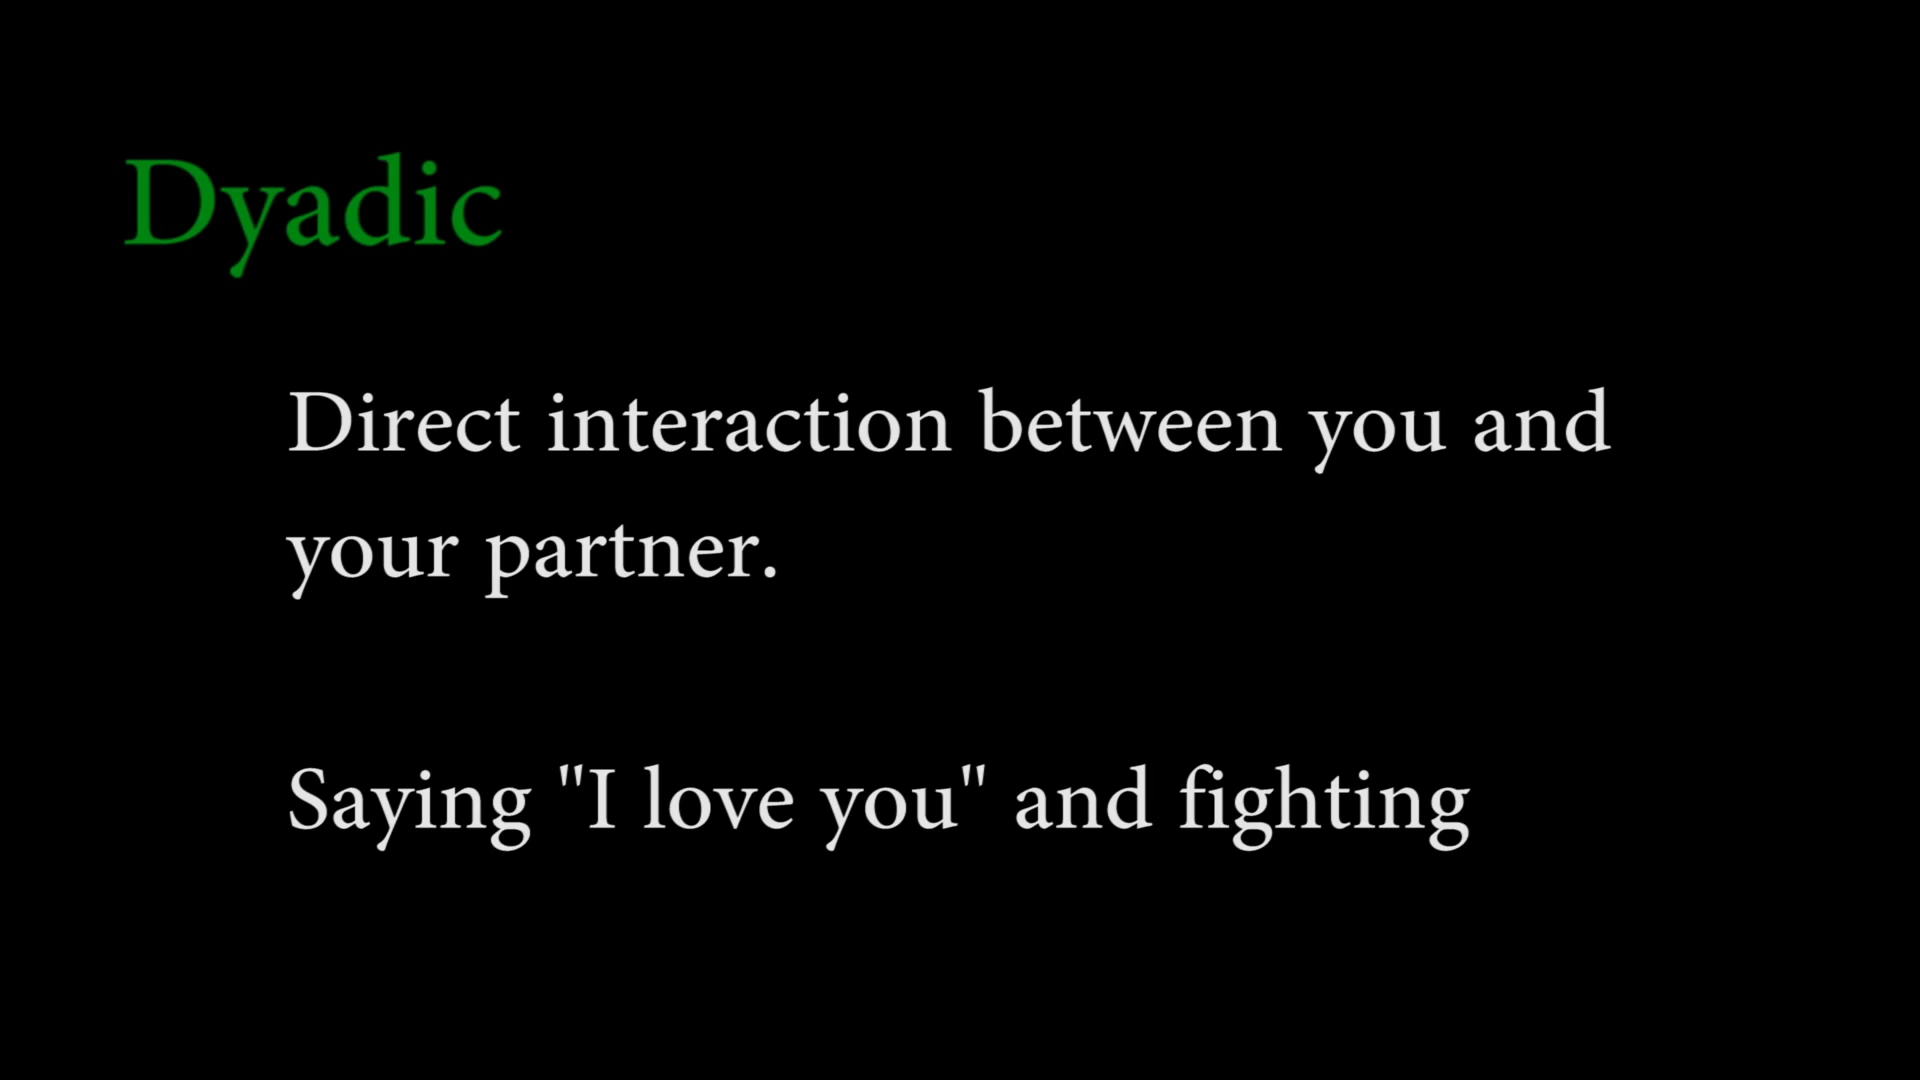 Dyadic
Direct interaction between you and
your partner.
Saying "I love you" and fighting